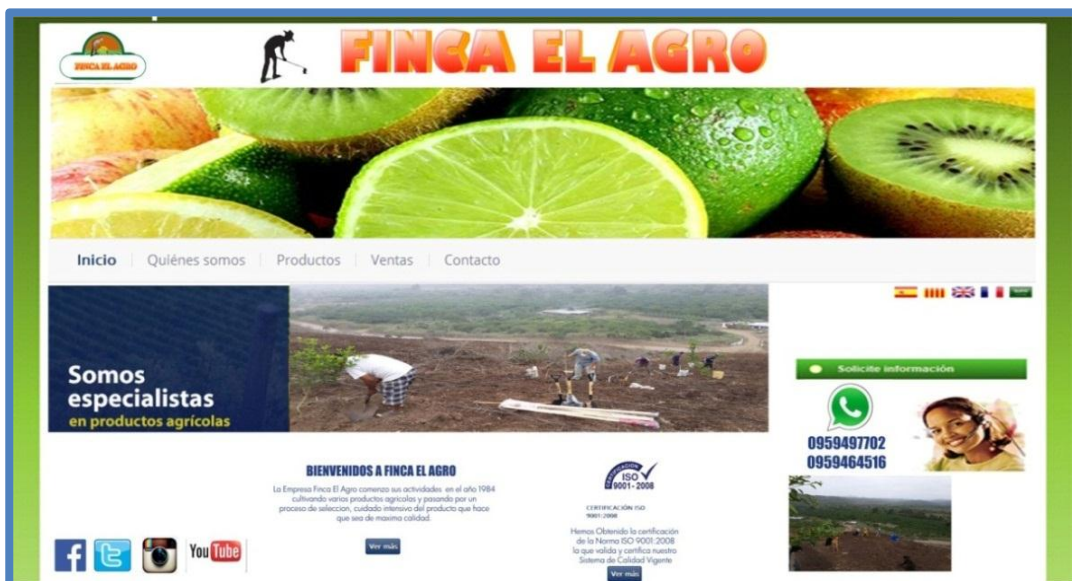 FINCA EL AGRO
FINCA EL AGRO
Inicio
Quiénes somos
Productos
Ventas
Contacto
Somos
especialistas
en productos agrícolas
Solicite información
0959497702
0959464516
BIENVENIDOS A FINCA EL AGRO
La Empresa Finca El Agro comenzo sus actividades en el año 1984
cultivando varios productos agricolas y pasando por un
proceso de seleccion, cuidado intensivo del producto que hace
que sea de maxima calidad.
Ver más
CERTIFICACIÓN
ISO
9001-2008
CERTIFICACIÓN ISO
9001:2008
Hemos Obtenido la certificación
de la Norma ISO 9001:2008
la que valida y certifica nuestro
Sistema de Calidad Vigente
Ver más
You Tube